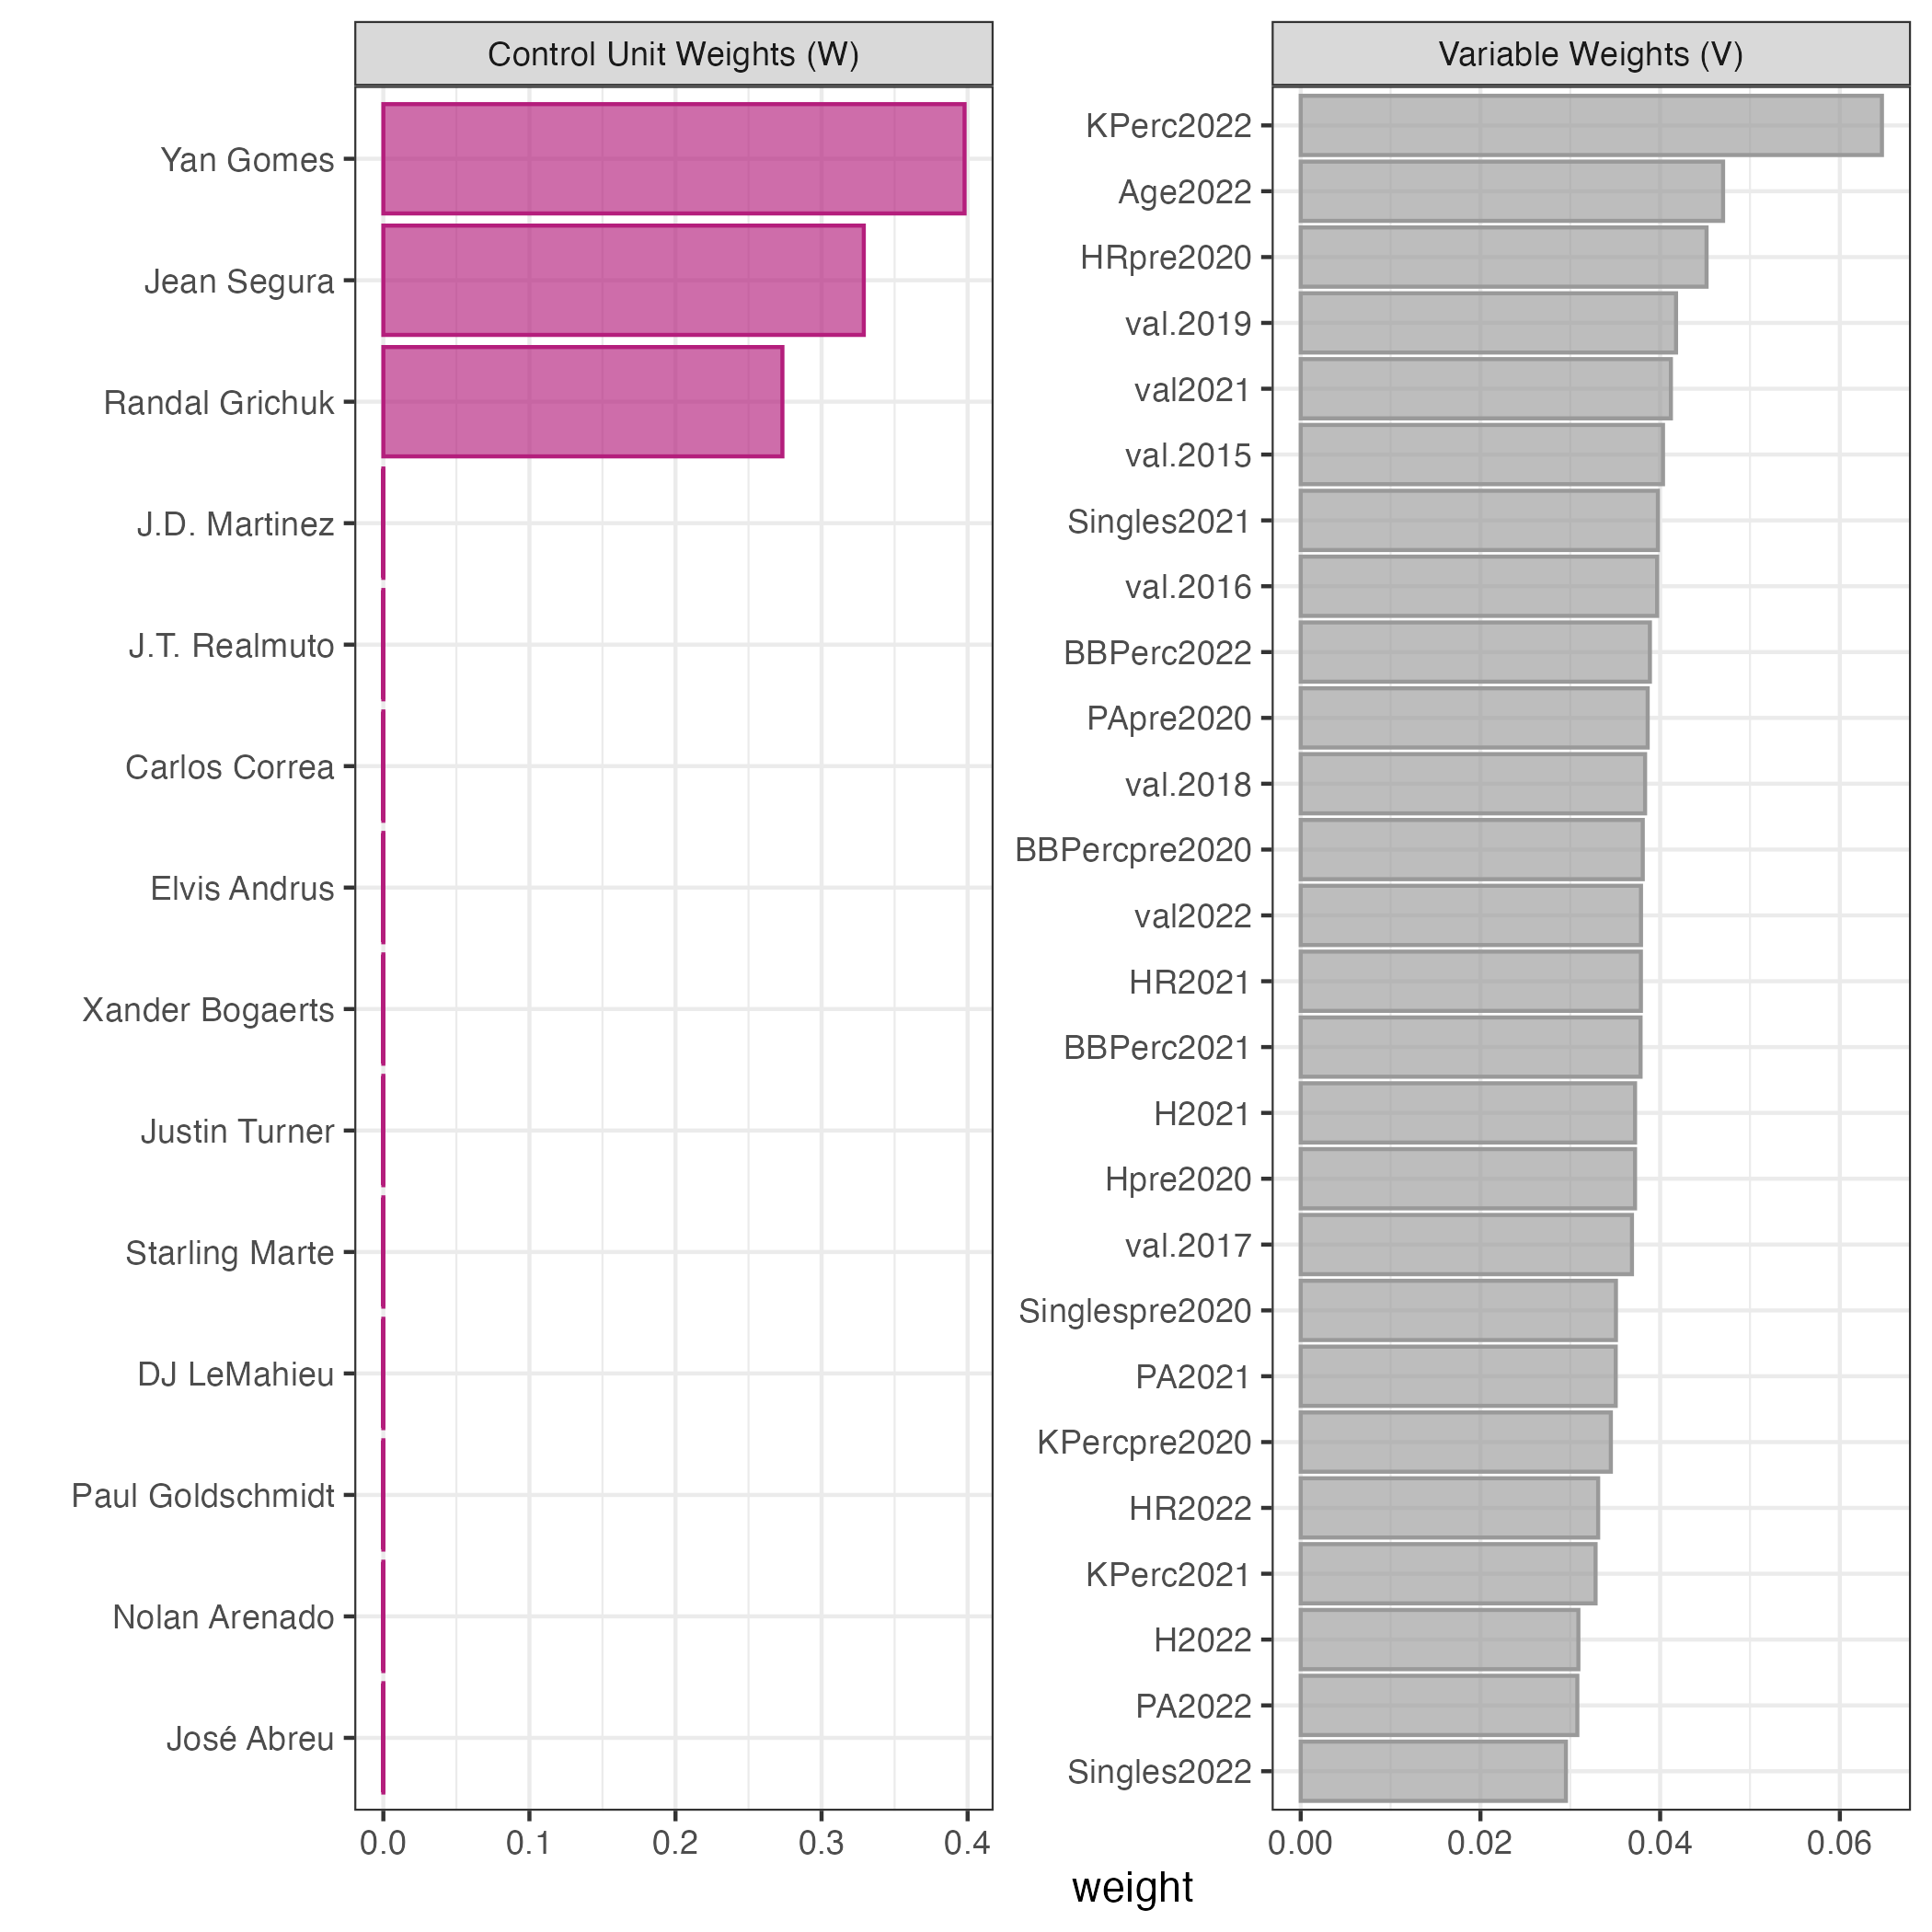 Control Unit Weights (W)
Yan Gomes
Jean Segura
Randal Grichuk
J.D. Martinez
J.T. Realmuto
Carlos Correa
Elvis Andrus
Xander Bogaerts
Justin Turner
Starling Marte
DJ LeMahieu
Paul Goldschmidt
Nolan Arenado
José Abreu
0.0 0.1 0.2 0.3 0.4
Variable Weights (V)
KPerc2022
Age2022
HRpre2020
val.2019
val2021
val.2015
Singles2021
val.2016
BBPerc2022
PApre2020
val.2018
BBPercpre2020
val2022
HR2021
BBPerc2021
H2021
Hpre2020
val.2017
Singlespre2020
PA2021
KPercpre2020
HR2022
KPerc2021
H2022
PA2022
Singles2022
0.00 0.02 0.04 0.06
weight